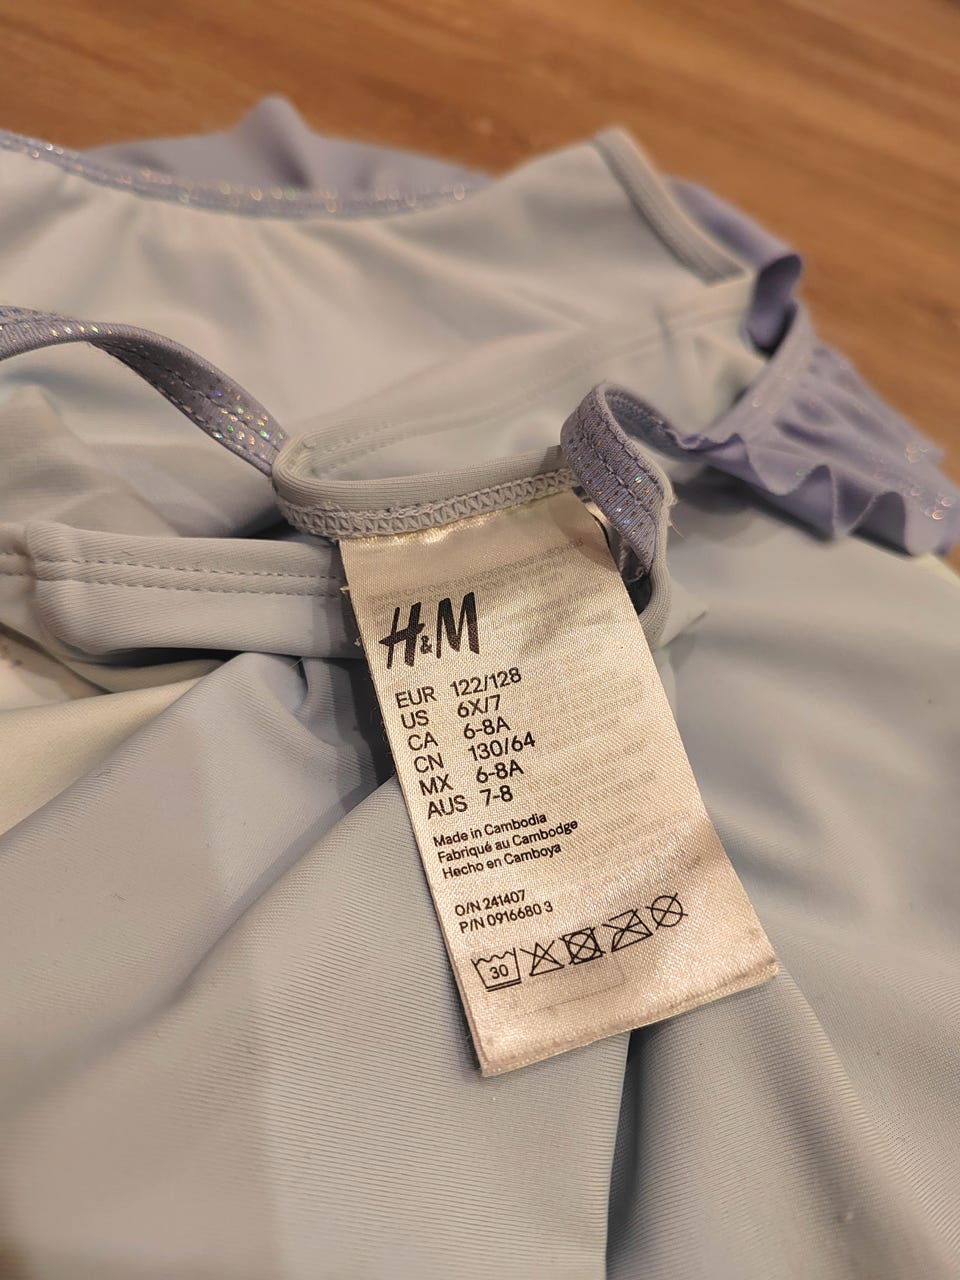 H&M
EUR 122/128
US 6X/7
CA 6-8A
CN 130/64
MX 6-8A
AUS 7-8
Made in Cambodia
Fabriqué au Cambodge
Hecho en Camboya
O/N 241407
P/N 0916680 3
30